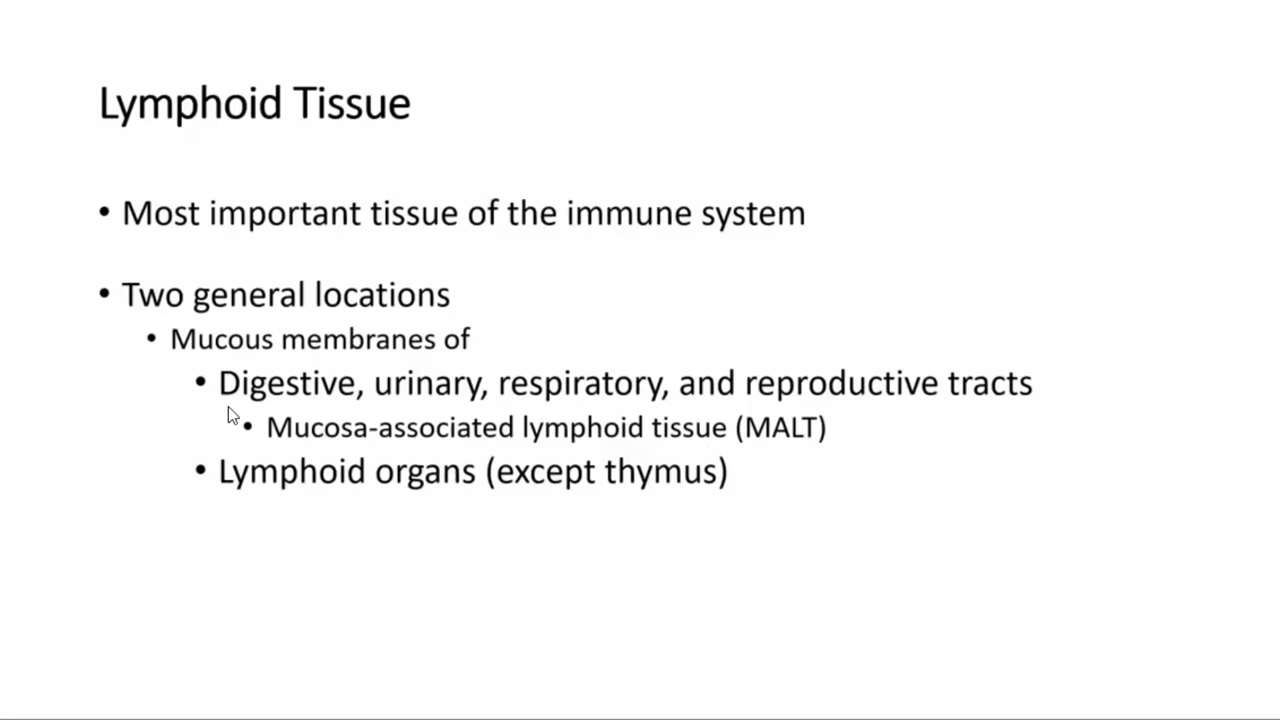 Lymphoid Tissue
• Most important tissue of the immune system
• Two general locations
• Mucous membranes of
• Digestive, urinary, respiratory, and reproductive tracts
• Mucosa-associated lymphoid tissue (MALT)
• Lymphoid organs (except thymus)